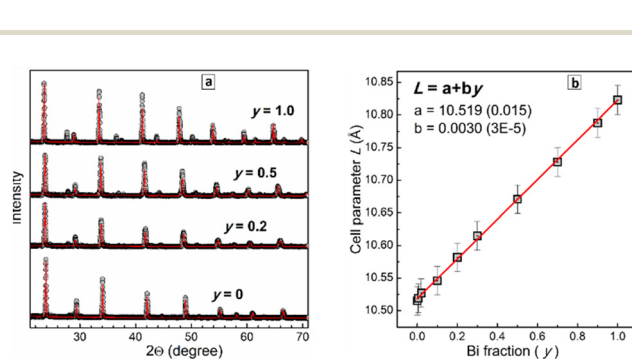 a
y = 1.0
y = 0.5
y = 0.2
y = 0
Intensity
30 40 50 60 70
2Θ (degree)
b
L = a+by
a = 10.519 (0.015)
b = 0.0030 (3E-5)
Cell parameter L (Å)
10.85
10.80
10.75
10.70
10.65
10.60
10.55
10.50
0.0 0.2 0.4 0.6 0.8 1.0
Bi fraction ( y )